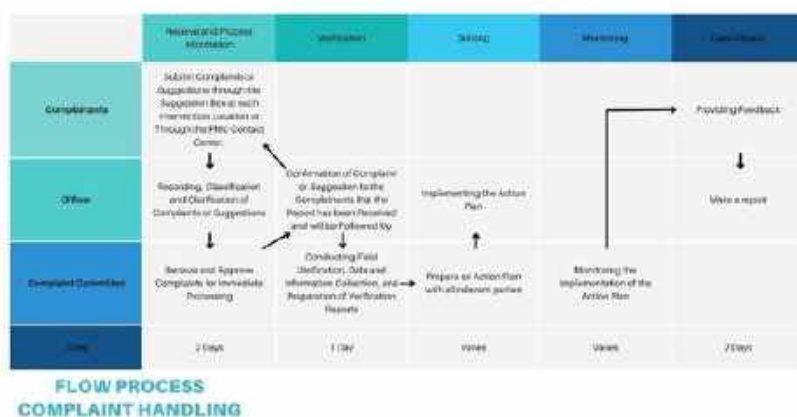 Receive and Process
Information
Verification
Solving
Monitoring
Complainants
Submit Complaints or
Suggestions through the
Suggestion Box at each
Intervention Location or
Through the Contact
Center
Providing Feedback
Officer
Recording, Classification
and Clarification of
Complaints or Suggestions
Confirmation of Complaint
or Suggestion to the
Complainants that the
Report has been Received
and will be Followed Up
Implementing the Action
Plan
Make a report
Complaint Committee
Receive and Approve
Complaints for Immediate
Processing
Conducting Field
Verification, Data and
Information Collection, and
Preparation of Verification
Reports
Prepare an Action Plan
with all relevant parties
Monitoring the
Implementation of the
Action Plan
2 Days
1 Day
Varies
Varies
2 Days
FLOW PROCESS
COMPLAINT HANDLING